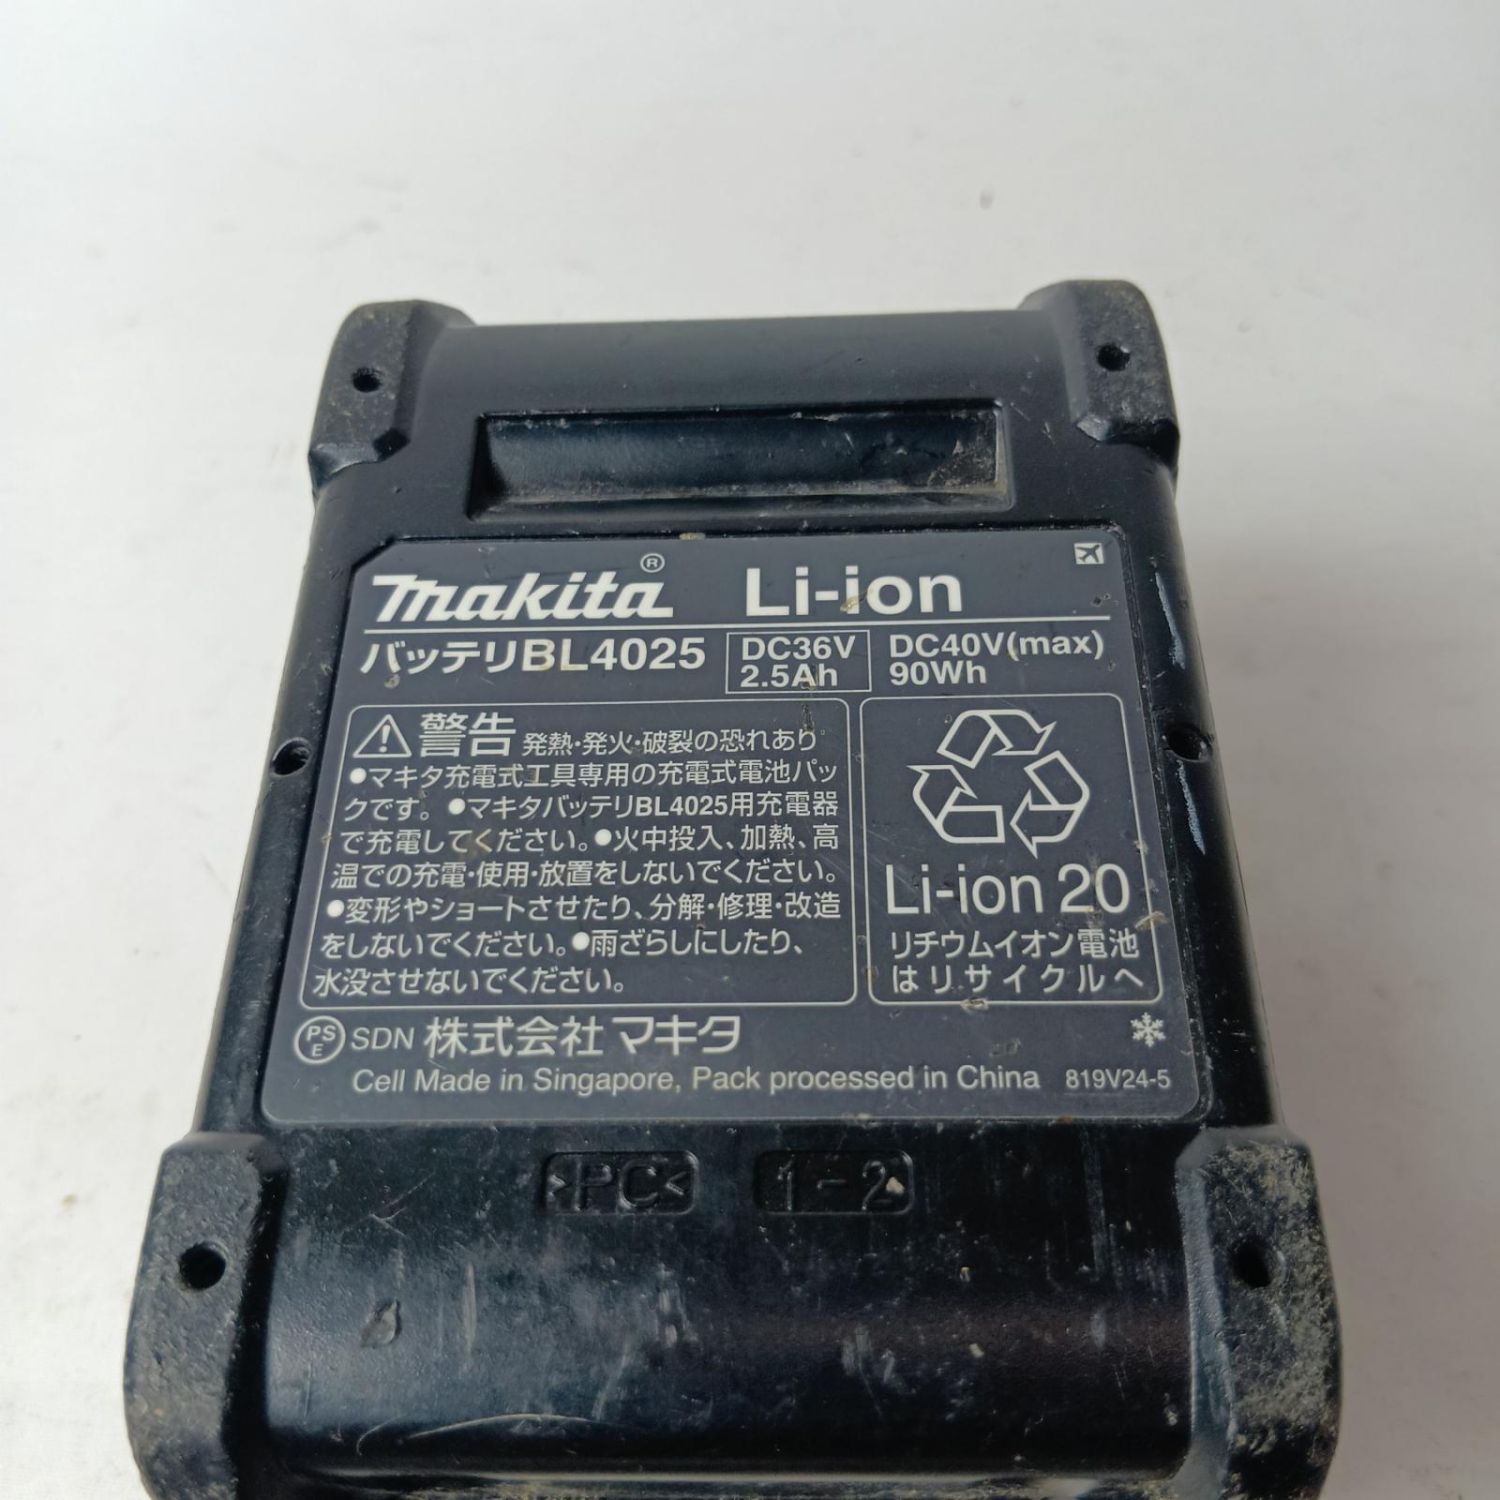 makita® Li-ion
バッテリBL4025 DC36V 2.5Ah DC40V(max) 90Wh
警告 発熱・発火・破裂の恐れあり
●マキタ充電式工具専用の充電式電池パッ
クです。●マキタバッテリBL4025用充電器
で充電してください。●火中投入、加熱、高
温での充電・使用・放置をしないでください。
●変形やショートさせたり、分解・修理・改造
をしないでください。●雨ざらしにしたり、
水没させないでください。
Li-ion 20
リチウムイオン電池
はリサイクルへ
PSE SDN 株式会社マキタ
Cell Made in Singapore, Pack processed in China 819V24-5
>PC< 1-2